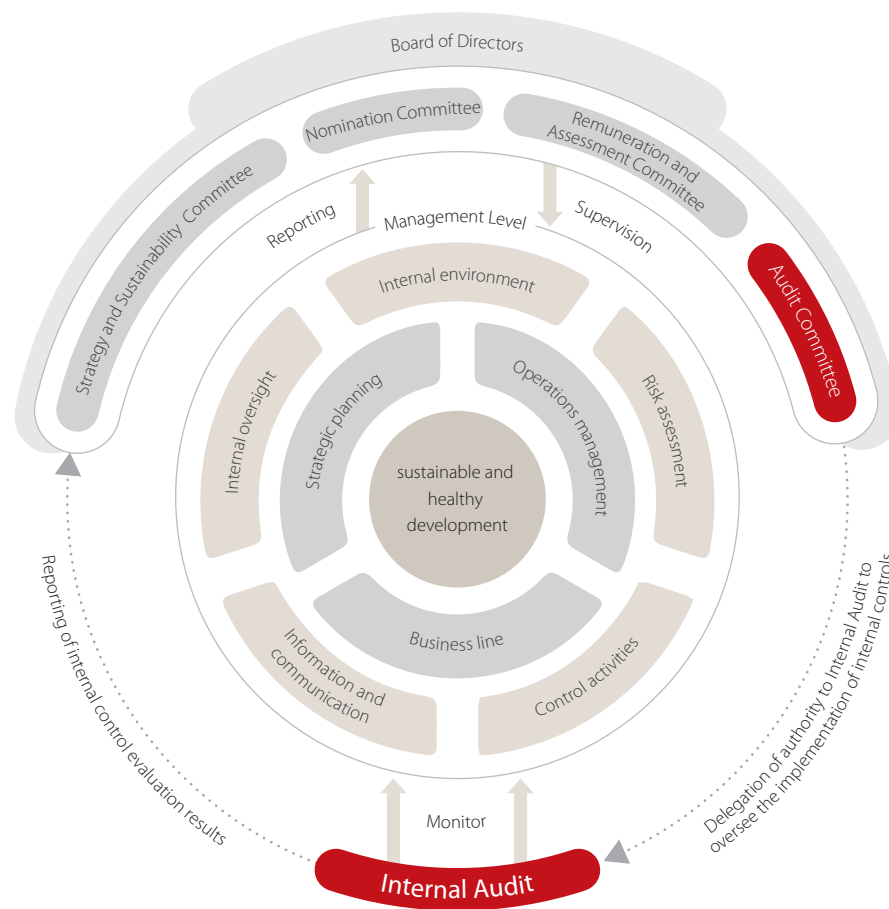 Board of Directors
Strategy and Sustainability Committee
Nomination Committee
Remuneration and
Assessment Committee
Audit Committee
Reporting
Management Level
Supervision
Internal environment
Internal oversight
Strategic planning
Operations management
Risk assessment
sustainable and
healthy
development
Business line
Information and
communication
Control activities
Reporting of internal control evaluation results
Delegation of authority to Internal Audit to
oversee the implementation of internal controls
Monitor
Internal Audit